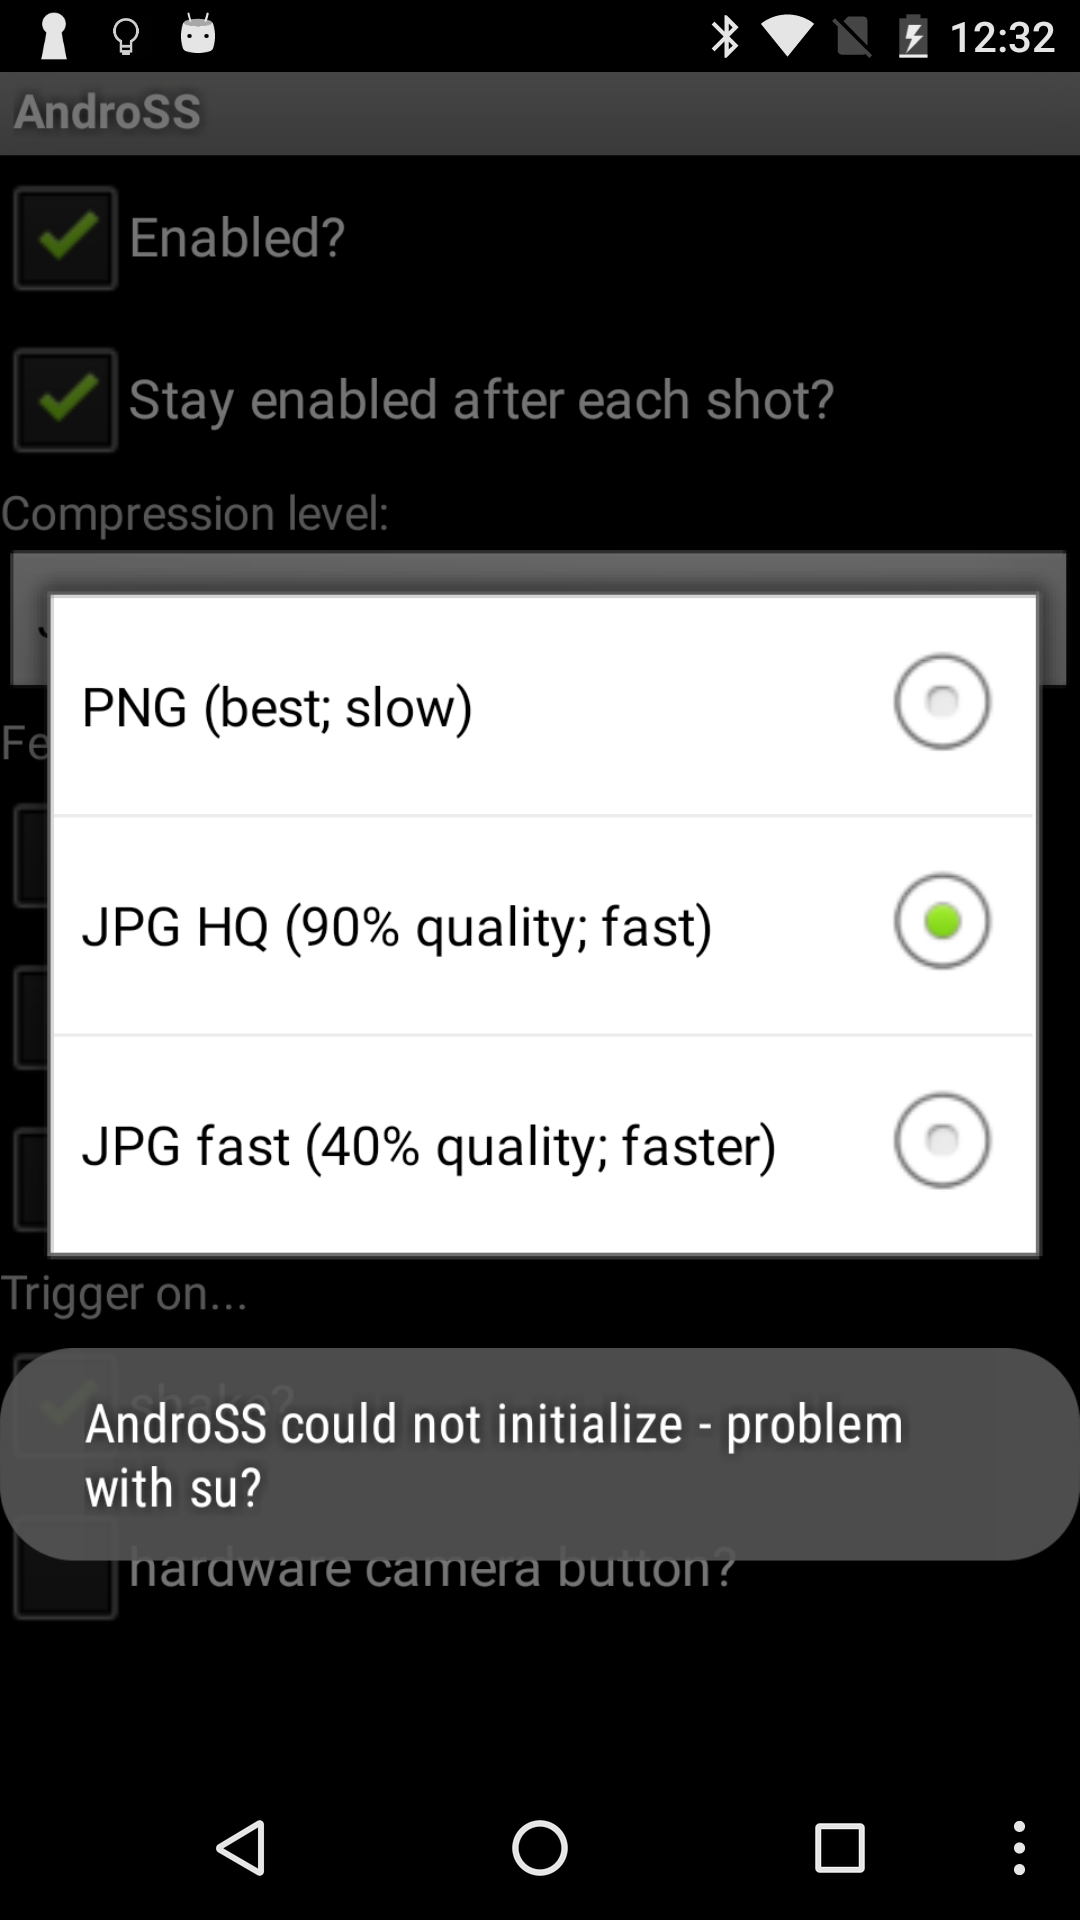 12:32
AndroSS
Enabled?
Stay enabled after each shot?
Compression level:
PNG (best; slow)
Fe
JPG HQ (90% quality; fast)
JPG fast (40% quality; faster)
Trigger on...
shake?
AndroSS could not initialize - problem
with su?
hardware camera button?